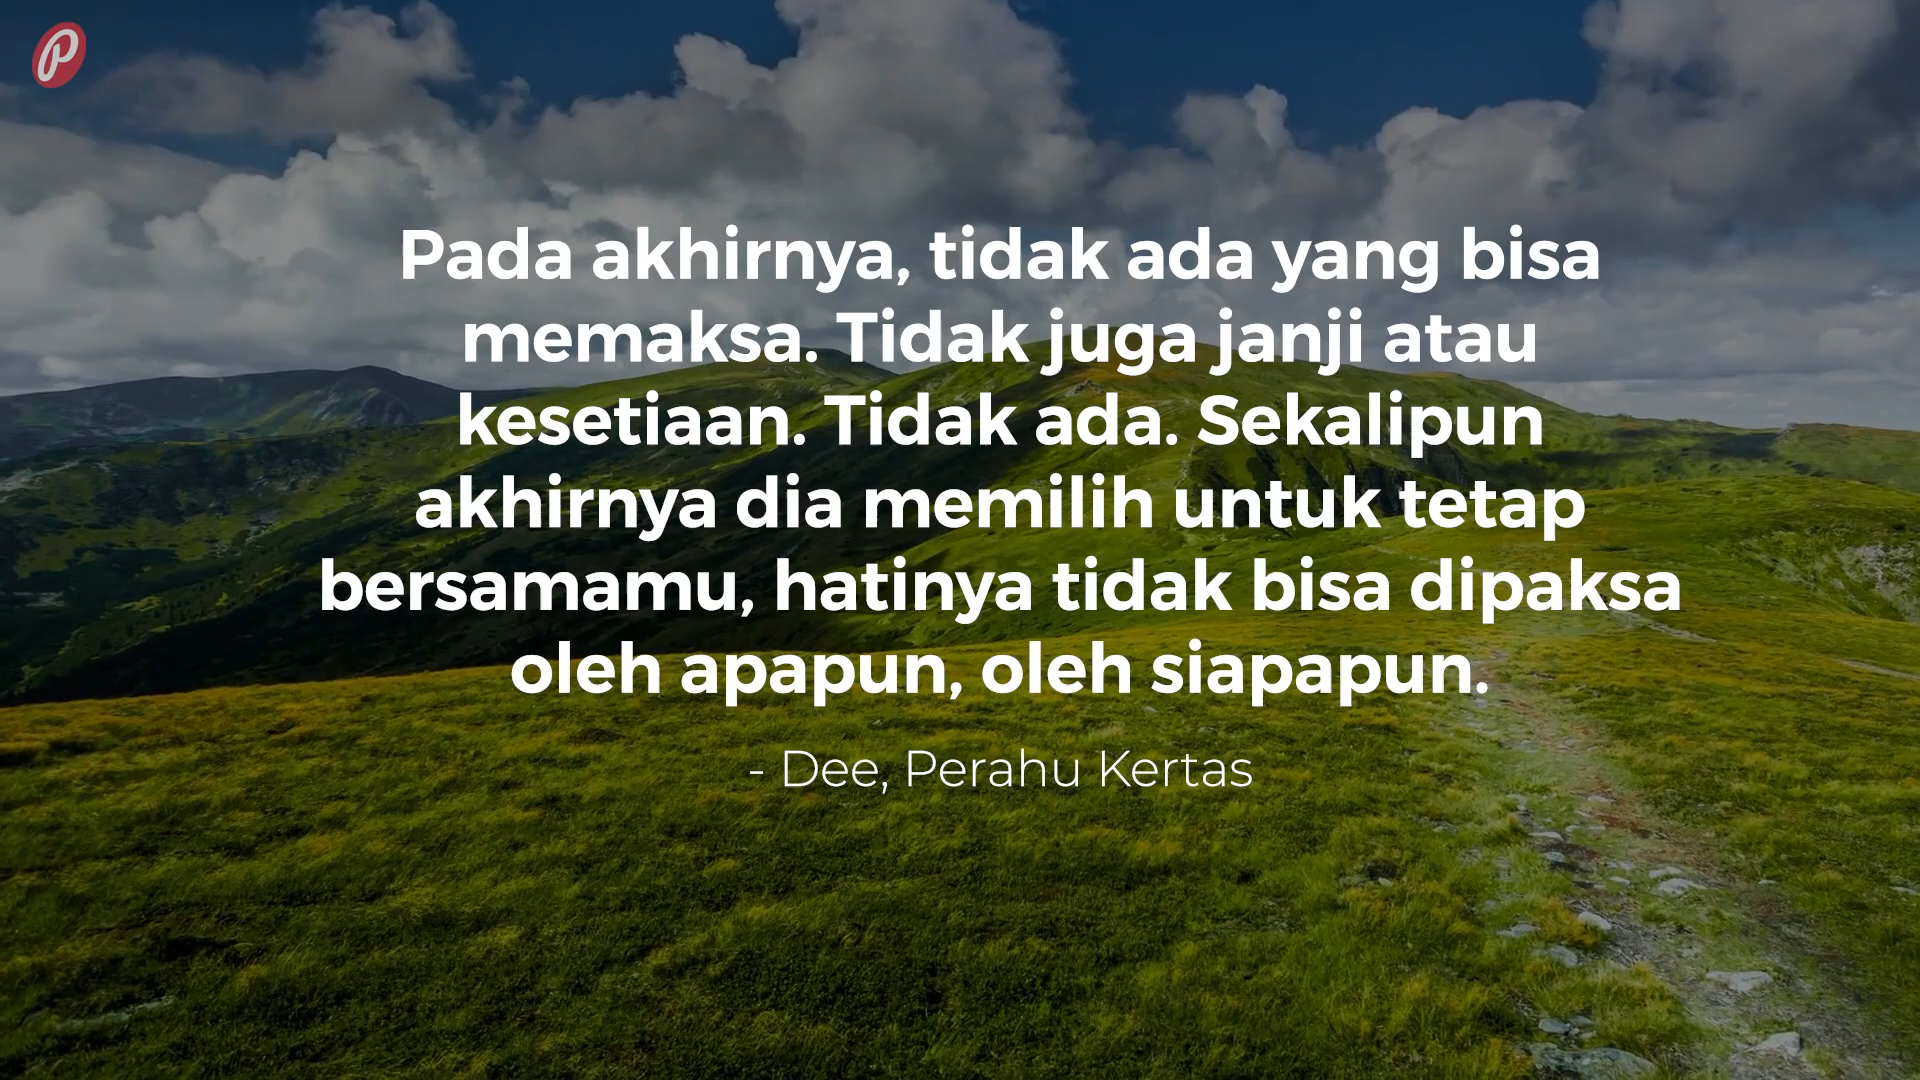 Pada akhirnya, tidak ada yang bisa
memaksa. Tidak juga janji atau
kesetiaan. Tidak ada. Sekalipun
akhirnya dia memilih untuk tetap
bersamamu, hatinya tidak bisa dipaksa
oleh apapun, oleh siapapun.
- Dee, Perahu Kertas